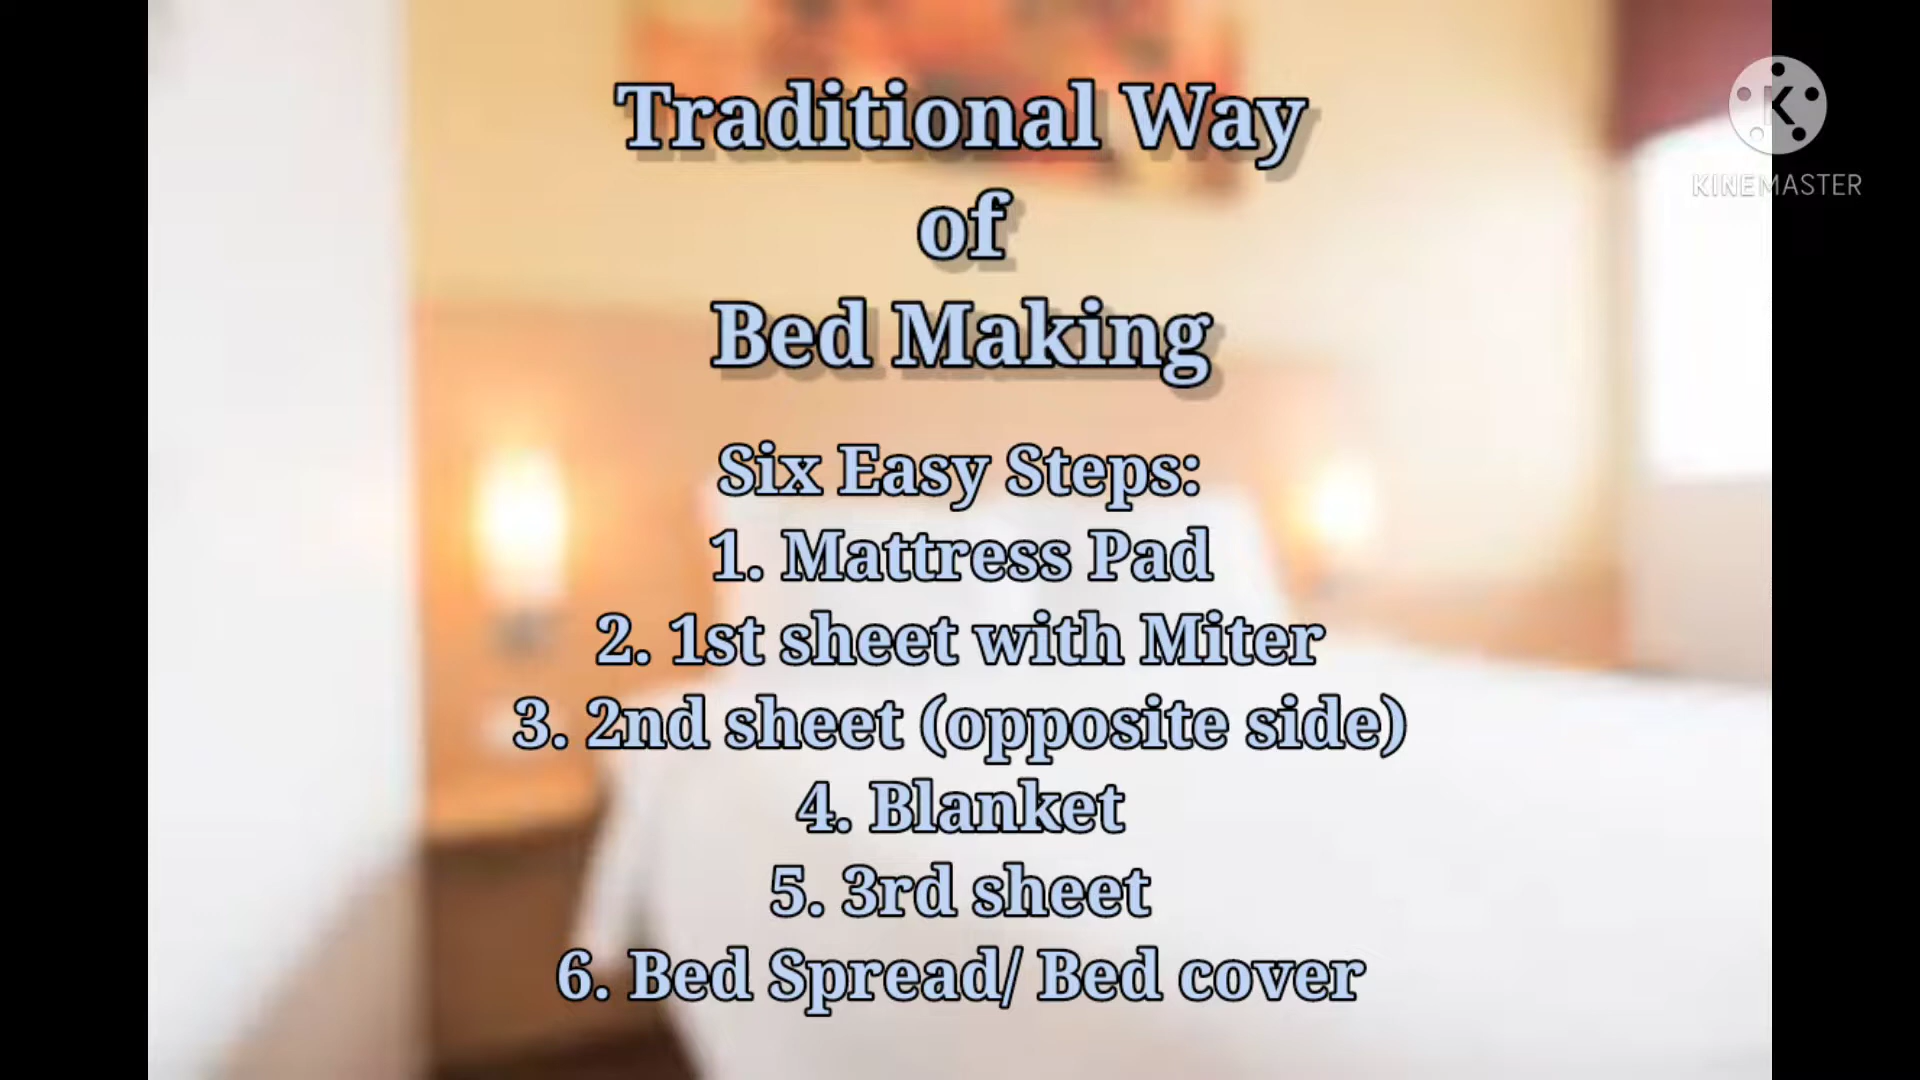 Traditional Way
of
Bed Making
Six Easy Steps:
1. Mattress Pad
2. 1st sheet with Miter
3. 2nd sheet (opposite side)
4. Blanket
5. 3rd sheet
6. Bed Spread/ Bed cover
K
KINEMASTER